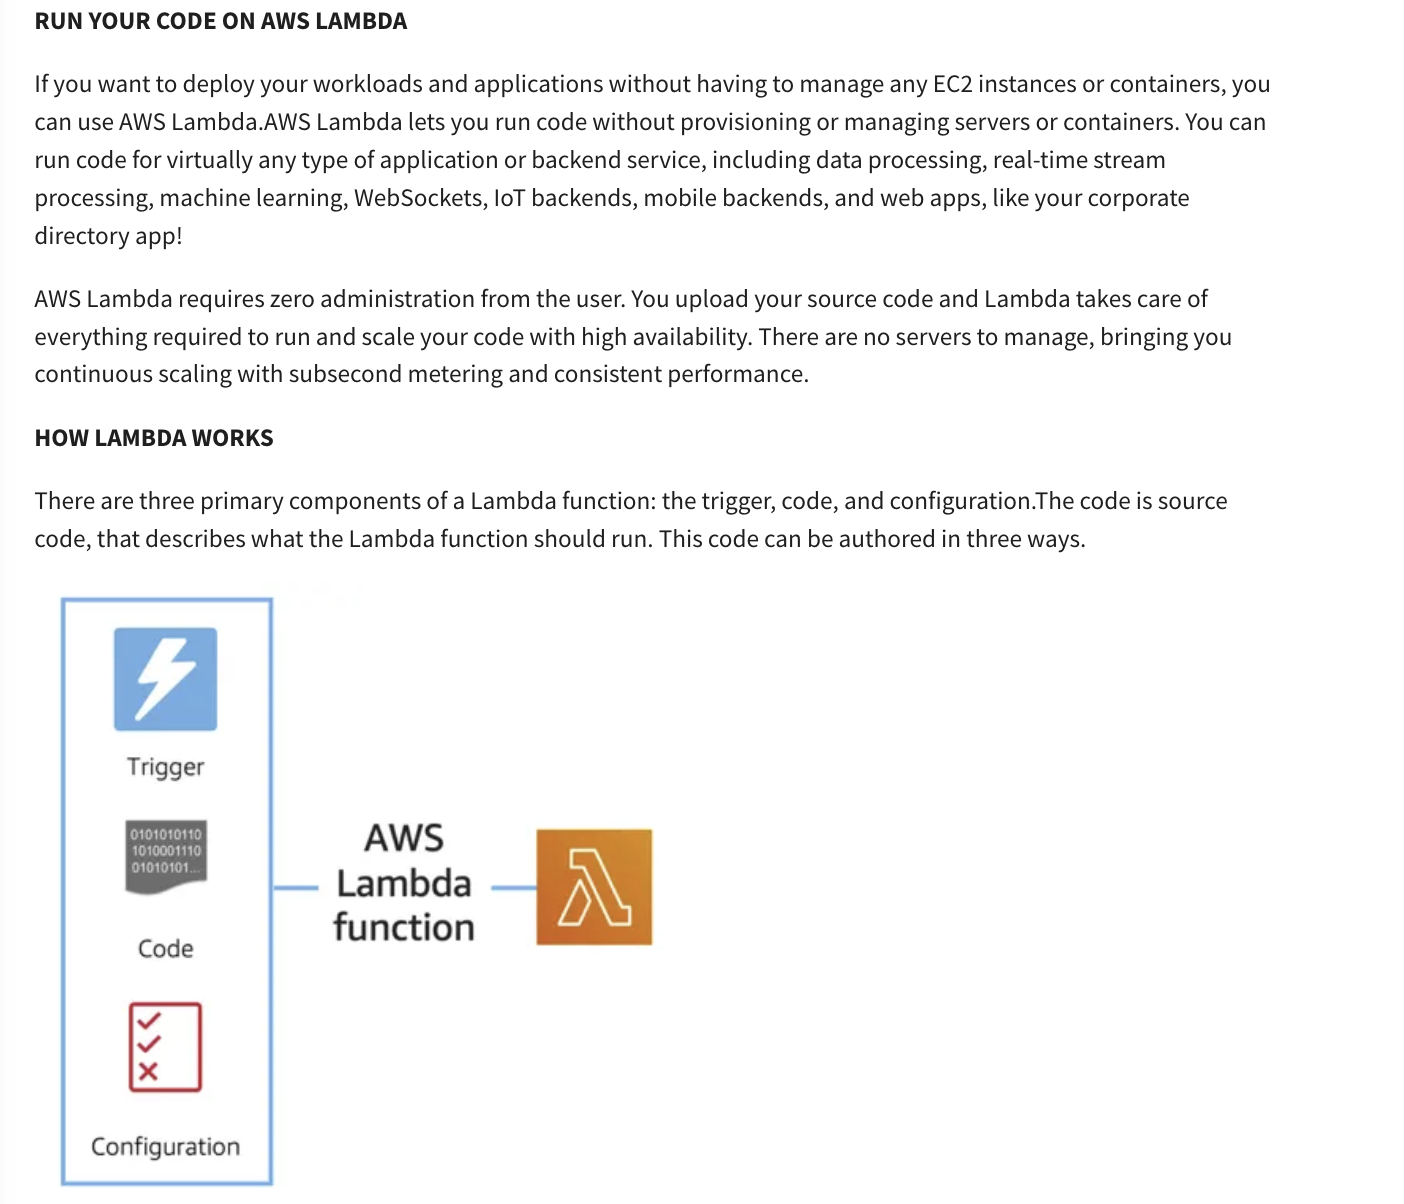 RUN YOUR CODE ON AWS LAMBDA
If you want to deploy your workloads and applications without having to manage any EC2 instances or containers, you
can use AWS Lambda.AWS Lambda lets you run code without provisioning or managing servers or containers. You can
run code for virtually any type of application or backend service, including data processing, real-time stream
processing, machine learning, WebSockets, IoT backends, mobile backends, and web apps, like your corporate
directory app!
AWS Lambda requires zero administration from the user. You upload your source code and Lambda takes care of
everything required to run and scale your code with high availability. There are no servers to manage, bringing you
continuous scaling with subsecond metering and consistent performance.
HOW LAMBDA WORKS
There are three primary components of a Lambda function: the trigger, code, and configuration.The code is source
code, that describes what the Lambda function should run. This code can be authored in three ways.
Trigger
0101010110
1010001110
01010101...
Code
Configuration
AWS
Lambda
function